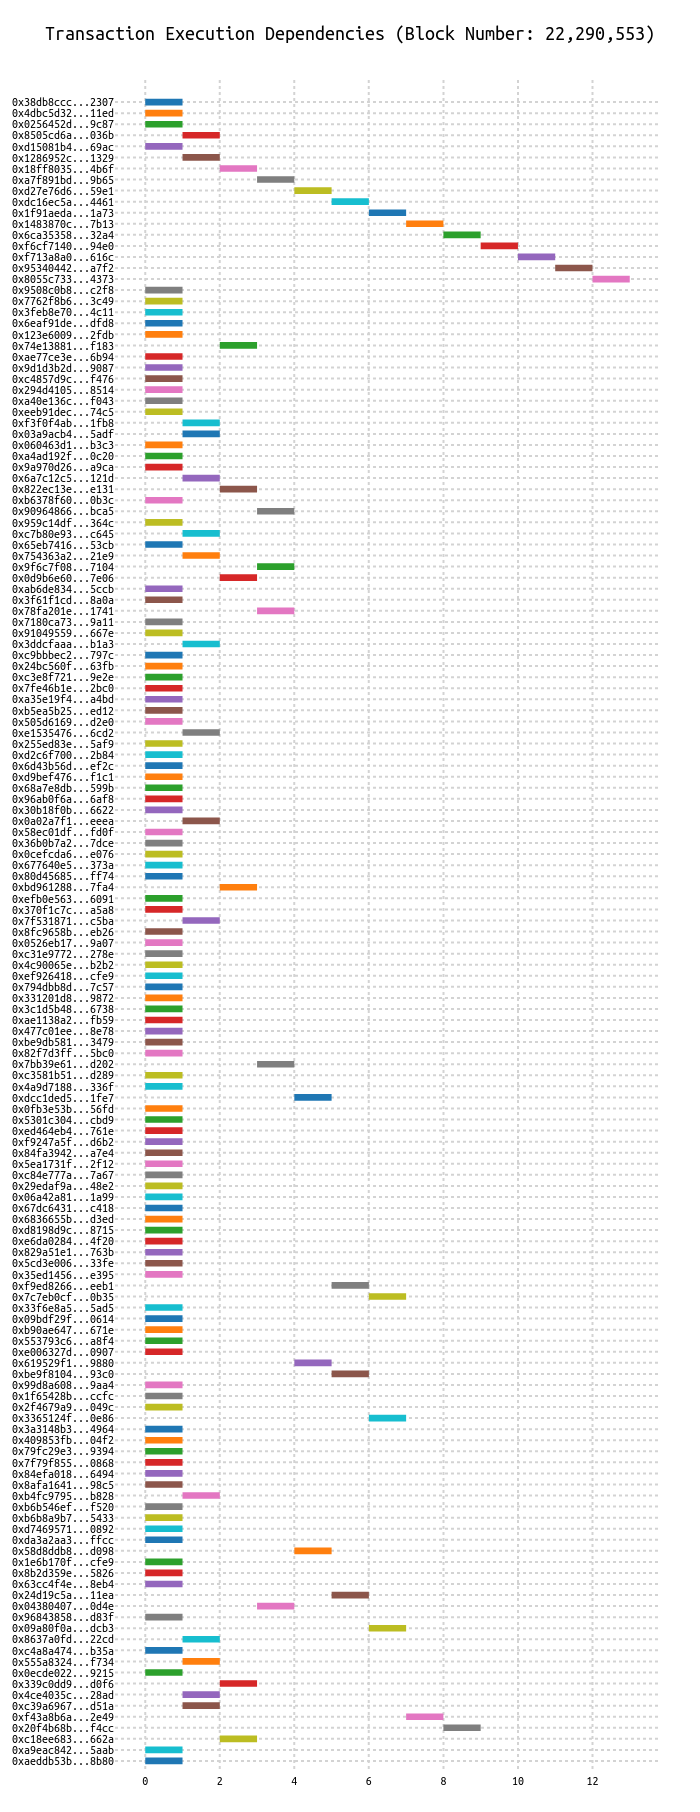 Transaction Execution Dependencies (Block Number: 22,290,553)
0x38db8ccc...2307
0x4dbc5d32...11ed
0x0256452d...9c87
0x8505cd6a...036b
0xd15081b4...69ac
0x1286952c...1329
0x18ff8035...4b6f
0xa7f891bd...9b65
0xd27e76d6...59e1
0xdc16ec5a...4461
0x1f91aeda...1a73
0x1483870c...7b13
0x6ca35358...32a4
0xf6cf7140...94e0
0xf713a8a0...616c
0x95340442...a7f2
0x8055c733...4373
0x9508c0b8...c2f8
0x7762f8b6...3c49
0x3feb8e70...4c11
0x6eaf91de...dfd8
0x123e6009...2fdb
0x74e13881...f183
0xae77ce3e...6b94
0x9d1d3b2d...9087
0xc4857d9c...f476
0x294d4105...8514
0xa40e136c...f043
0xeeb91dec...74c5
0xf3f0f4ab...1fb8
0x03a9acb4...5adf
0x060463d1...b3c3
0xa4ad192f...0c20
0x9a970d26...a9ca
0x6a7c12c5...121d
0x822ec13e...e131
0xb6378f60...0b3c
0x90964866...bca5
0x959c14df...364c
0xc7b80e93...c645
0x65eb7416...53cb
0x754363a2...21e9
0x9f6c7f08...7104
0x0d9b6e60...7e06
0xab6de834...5ccb
0x3f61f1cd...8a0a
0x78fa201e...1741
0x7180ca73...9a11
0x91049559...667e
0x3ddcfaaa...b1a3
0xc9bbbec2...797c
0x24bc560f...63fb
0xc3e8f721...9e2e
0x7fe46b1e...2bc0
0xa35e19f4...a4bd
0xb5ea5b25...ed12
0x505d6169...d2e0
0xe1535476...6cd2
0x255ed83e...5af9
0xd2c6f700...2b84
0x6d43b56d...ef2c
0xd9bef476...f1c1
0x68a7e8db...599b
0x96ab0f6a...6af8
0x30b18f0b...6622
0x0a02a7f1...eeea
0x58ec01df...fd0f
0x36b0b7a2...7dce
0x0cefcda6...e076
0x677640e5...373a
0x80d45685...ff74
0xbd961288...7fa4
0xefb0e563...6091
0x370f1c7c...a5a8
0x7f531871...c5ba
0x8fc9658b...eb26
0x0526eb17...9a07
0xc31e9772...278e
0x4c90065e...b2b2
0xef926418...cfe9
0x794dbb8d...7c57
0x331201d8...9872
0x3c1d5b48...6738
0xae1138a2...fb59
0x477c01ee...8e78
0xbe9db581...3479
0x82f7d3ff...5bc0
0x7bb39e61...d202
0xc3581b51...d289
0x4a9d7188...336f
0xdcc1ded5...1fe7
0x0fb3e53b...56fd
0x5301c304...cbd9
0xed464eb4...761e
0xf9247a5f...d6b2
0x84fa3942...a7e4
0x5ea1731f...2f12
0xc84e777a...7a67
0x29edaf9a...48e2
0x06a42a81...1a99
0x67dc6431...c418
0x6836655b...d3ed
0xd8198d9c...8715
0xe6da0284...4f20
0x829a51e1...763b
0x5cd3e006...33fe
0x35ed1456...e395
0xf9ed8266...eeb1
0x7c7eb0cf...0b35
0x33f6e8a5...5ad5
0x09bdf29f...0614
0xb90ae647...671e
0x553793c6...a8f4
0xe006327d...0907
0x619529f1...9880
0xbe9f8104...93c0
0x99d8a608...9aa4
0x1f65428b...ccfc
0x2f4679a9...049c
0x3365124f...0e86
0x3a3148b3...4964
0x409853fb...04f2
0x79fc29e3...9394
0x7f79f855...0868
0x84efa018...6494
0x8afa1641...98c5
0xb4fc9795...b828
0xb6b546ef...f520
0xb6b8a9b7...5433
0xd7469571...0892
0xda3a2aa3...ffcc
0x58d8ddb8...d098
0x1e6b170f...cfe9
0x8b2d359e...5826
0x63cc4f4e...8eb4
0x24d19c5a...11ea
0x04380407...0d4e
0x96843858...d83f
0x09a80f0a...dcb3
0x8637a0fd...22cd
0xc4a8a474...b35a
0x555a8324...f734
0x0ecde022...9215
0x339c0dd9...d0f6
0x4ce4035c...28ad
0xc39a6967...d51a
0xf43a8b6a...2e49
0x20f4b68b...f4cc
0xc18ee683...662a
0xa9eac842...5aab
0xaeddb53b...8b80
0 2 4 6 8 10 12